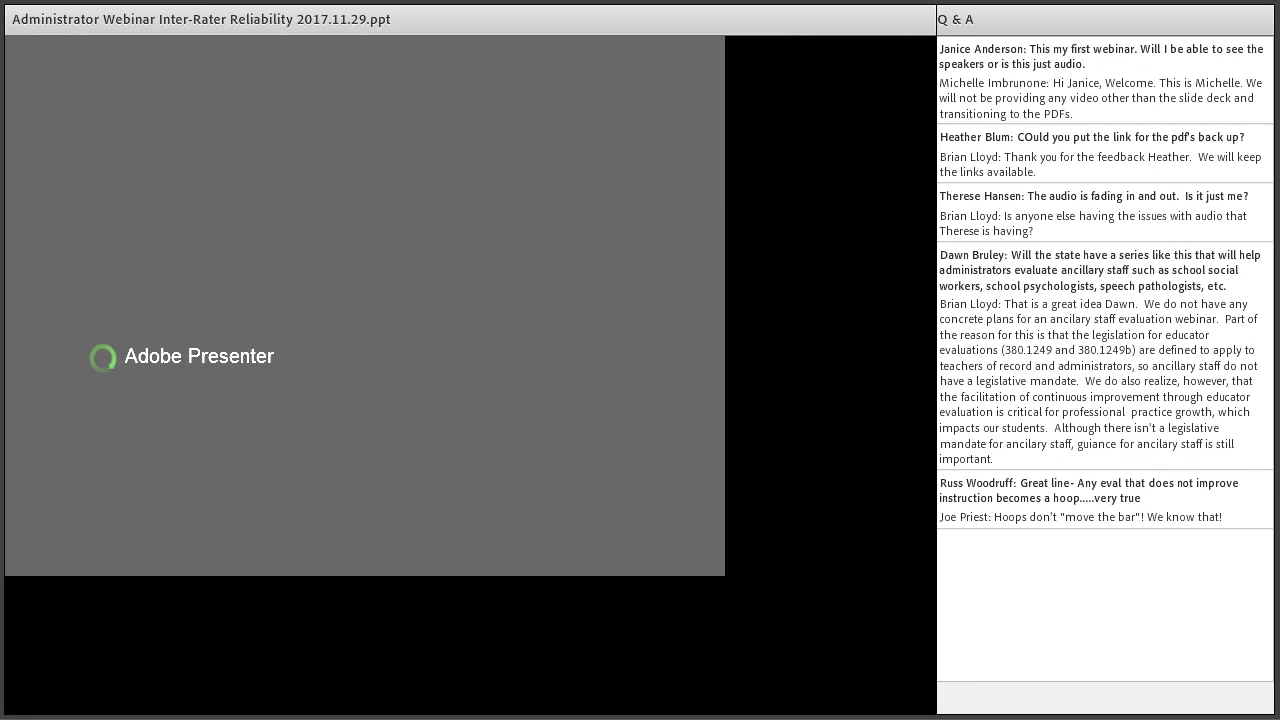 Administrator Webinar Inter-Rater Reliability 2017.11.29.ppt
Adobe Presenter
Q & A
Janice Anderson: This my first webinar. Will I be able to see the
speakers or is this just audio.
Michelle Imbrunone: Hi Janice, Welcome. This is Michelle. We
will not be providing any video other than the slide deck and
transitioning to the PDFs.
Heather Blum: COuld you put the link for the pdf's back up?
Brian Lloyd: Thank you for the feedback Heather.  We will keep
the links available.
Therese Hansen: The audio is fading in and out.  Is it just me?
Brian Lloyd: Is anyone else having the issues with audio that
Therese is having?
Dawn Bruley: Will the state have a series like this that will help
administrators evaluate ancillary staff such as school social
workers, school psychologists, speech pathologists, etc.
Brian Lloyd: That is a great idea Dawn.  We do not have any
concrete plans for an ancilary staff evaluation webinar.  Part of
the reason for this is that the legislation for educator
evaluations (380.1249 and 380.1249b) are defined to apply to
teachers of record and administrators, so ancillary staff do not
have a legislative mandate.  We do also realize, however, that
the facilitation of continuous improvement through educator
evaluation is critical for professional  practice growth, which
impacts our students.  Although there isn't a legislative
mandate for ancilary staff, guiance for ancilary staff is still
important.
Russ Woodruff: Great line- Any eval that does not improve
instruction becomes a hoop.....very true
Joe Priest: Hoops don't "move the bar"! We know that!